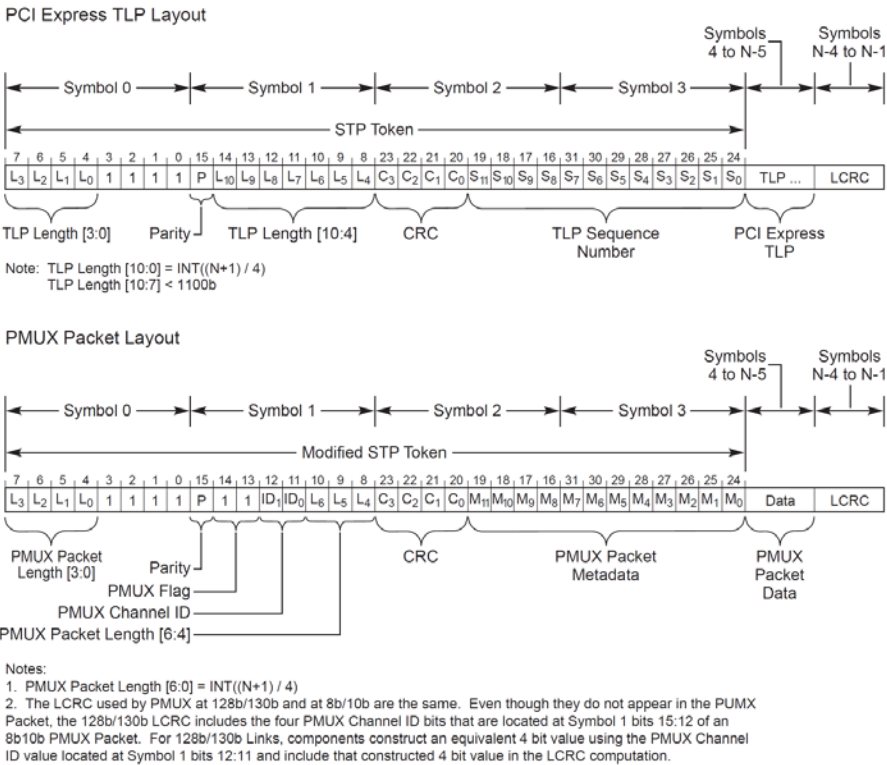 PCI Express TLP Layout
Symbols
4 to N-5
Symbols
N-4 to N-1
Symbol 0
Symbol 1
Symbol 2
Symbol 3
STP Token
7 6 5 4 3 2 1 0 15 14 13 12 11 10 9 8 23 22 21 20 19 18 17 16 31 30 29 28 27 26 25 24
L3 L2 L1 L0 1 1 1 1 P L10 L9 L8 L7 L6 L5 L4 C3 C2 C1 C0 S11 S10 S9 S8 S7 S6 S5 S4 S3 S2 S1 S0 TLP ... LCRC
TLP Length [3:0]
Parity
TLP Length [10:4]
CRC
TLP Sequence
Number
PCI Express
TLP
Note: TLP Length [10:0] = INT((N+1) / 4)
TLP Length [10:7] < 1100b
PMUX Packet Layout
Symbols
4 to N-5
Symbols
N-4 to N-1
Symbol 0
Symbol 1
Symbol 2
Symbol 3
Modified STP Token
7 6 5 4 3 2 1 0 15 14 13 12 11 10 9 8 23 22 21 20 19 18 17 16 31 30 29 28 27 26 25 24
L3 L2 L1 L0 1 1 1 1 P 1 1 ID1 ID0 L6 L5 L4 C3 C2 C1 C0 M11 M10 M9 M8 M7 M6 M5 M4 M3 M2 M1 M0 Data LCRC
PMUX Packet
Length [3:0]
Parity
PMUX Flag
PMUX Channel ID
PMUX Packet Length [6:4]
CRC
PMUX Packet
Metadata
PMUX
Packet
Data
Notes:
1. PMUX Packet Length [6:0] = INT((N+1) / 4)
2. The LCRC used by PMUX at 128b/130b and at 8b/10b are the same. Even though they do not appear in the PUMX
Packet, the 128b/130b LCRC includes the four PMUX Channel ID bits that are located at Symbol 1 bits 15:12 of an
8b10b PMUX Packet. For 128b/130b Links, components construct an equivalent 4 bit value using the PMUX Channel
ID value located at Symbol 1 bits 12:11 and include that constructed 4 bit value in the LCRC computation.